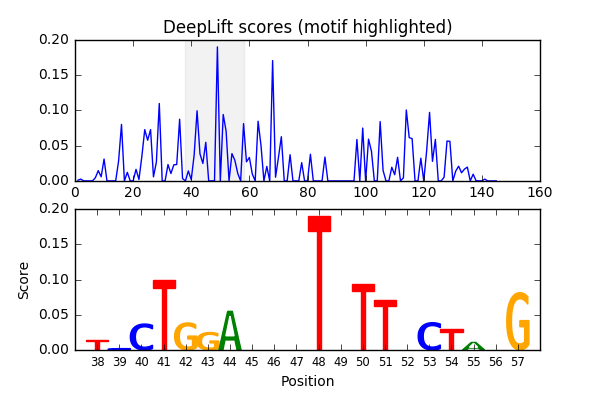 DeepLift scores (motif highlighted)
0.20
0.15
0.10
0.05
0.00
0 20 40 60 80 100 120 140 160
0.20
0.15
0.10
0.05
0.00
Score
T C T G G A T T T C T A G
38 39 40 41 42 43 44 45 46 47 48 49 50 51 52 53 54 55 56 57
Position